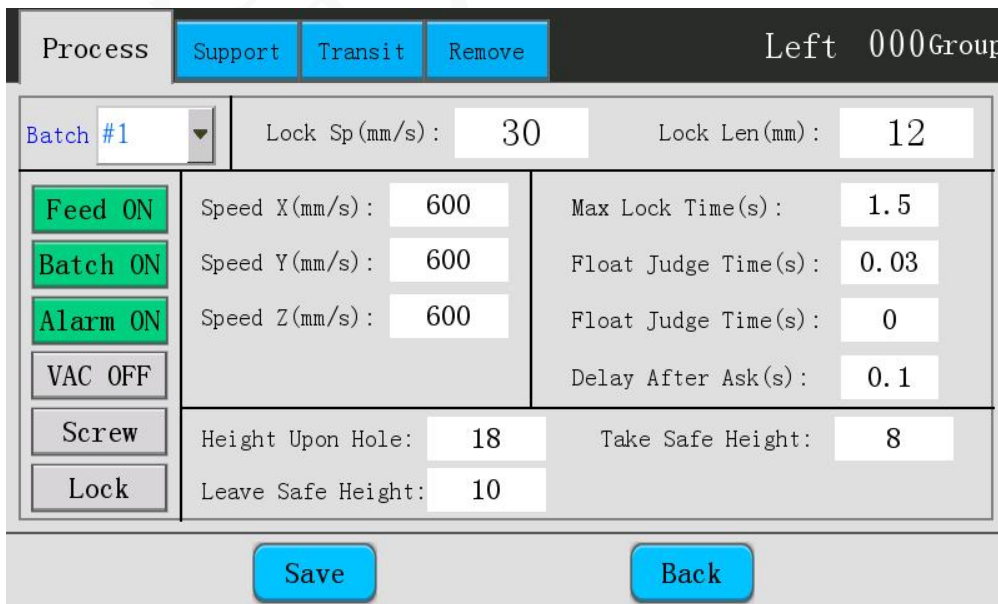 Process Support Transit Remove Left 000Group
Batch #1 Lock Sp(mm/s): 30 Lock Len(mm): 12
Feed ON Speed X(mm/s): 600 Max Lock Time(s): 1.5
Batch ON Speed Y(mm/s): 600 Float Judge Time(s): 0.03
Alarm ON Speed Z(mm/s): 600 Float Judge Time(s): 0
VAC OFF Delay After Ask(s): 0.1
Screw Height Upon Hole: 18 Take Safe Height: 8
Lock Leave Safe Height: 10
Save Back